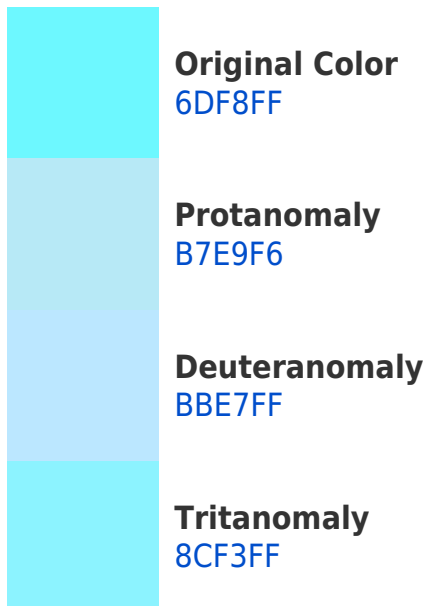 Original Color
6DF8FF
Protanomaly
B7E9F6
Deuteranomaly
BBE7FF
Tritanomaly
8CF3FF